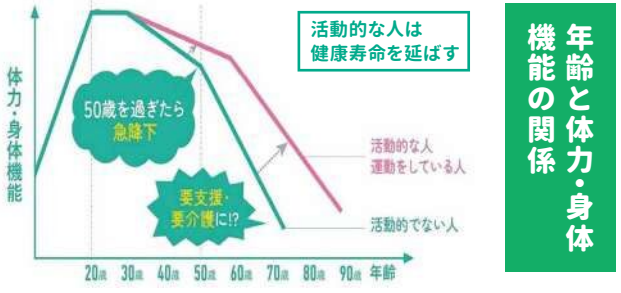 年齢と体力・身体
機能の関係
活動的な人は
健康寿命を延ばす
体力・身体機能
50歳を過ぎたら
急降下
要支援・
要介護に!?
活動的な人
運動をしている人
活動的でない人
20歳 30歳 40歳 50歳 60歳 70歳 80歳 90歳 年齢